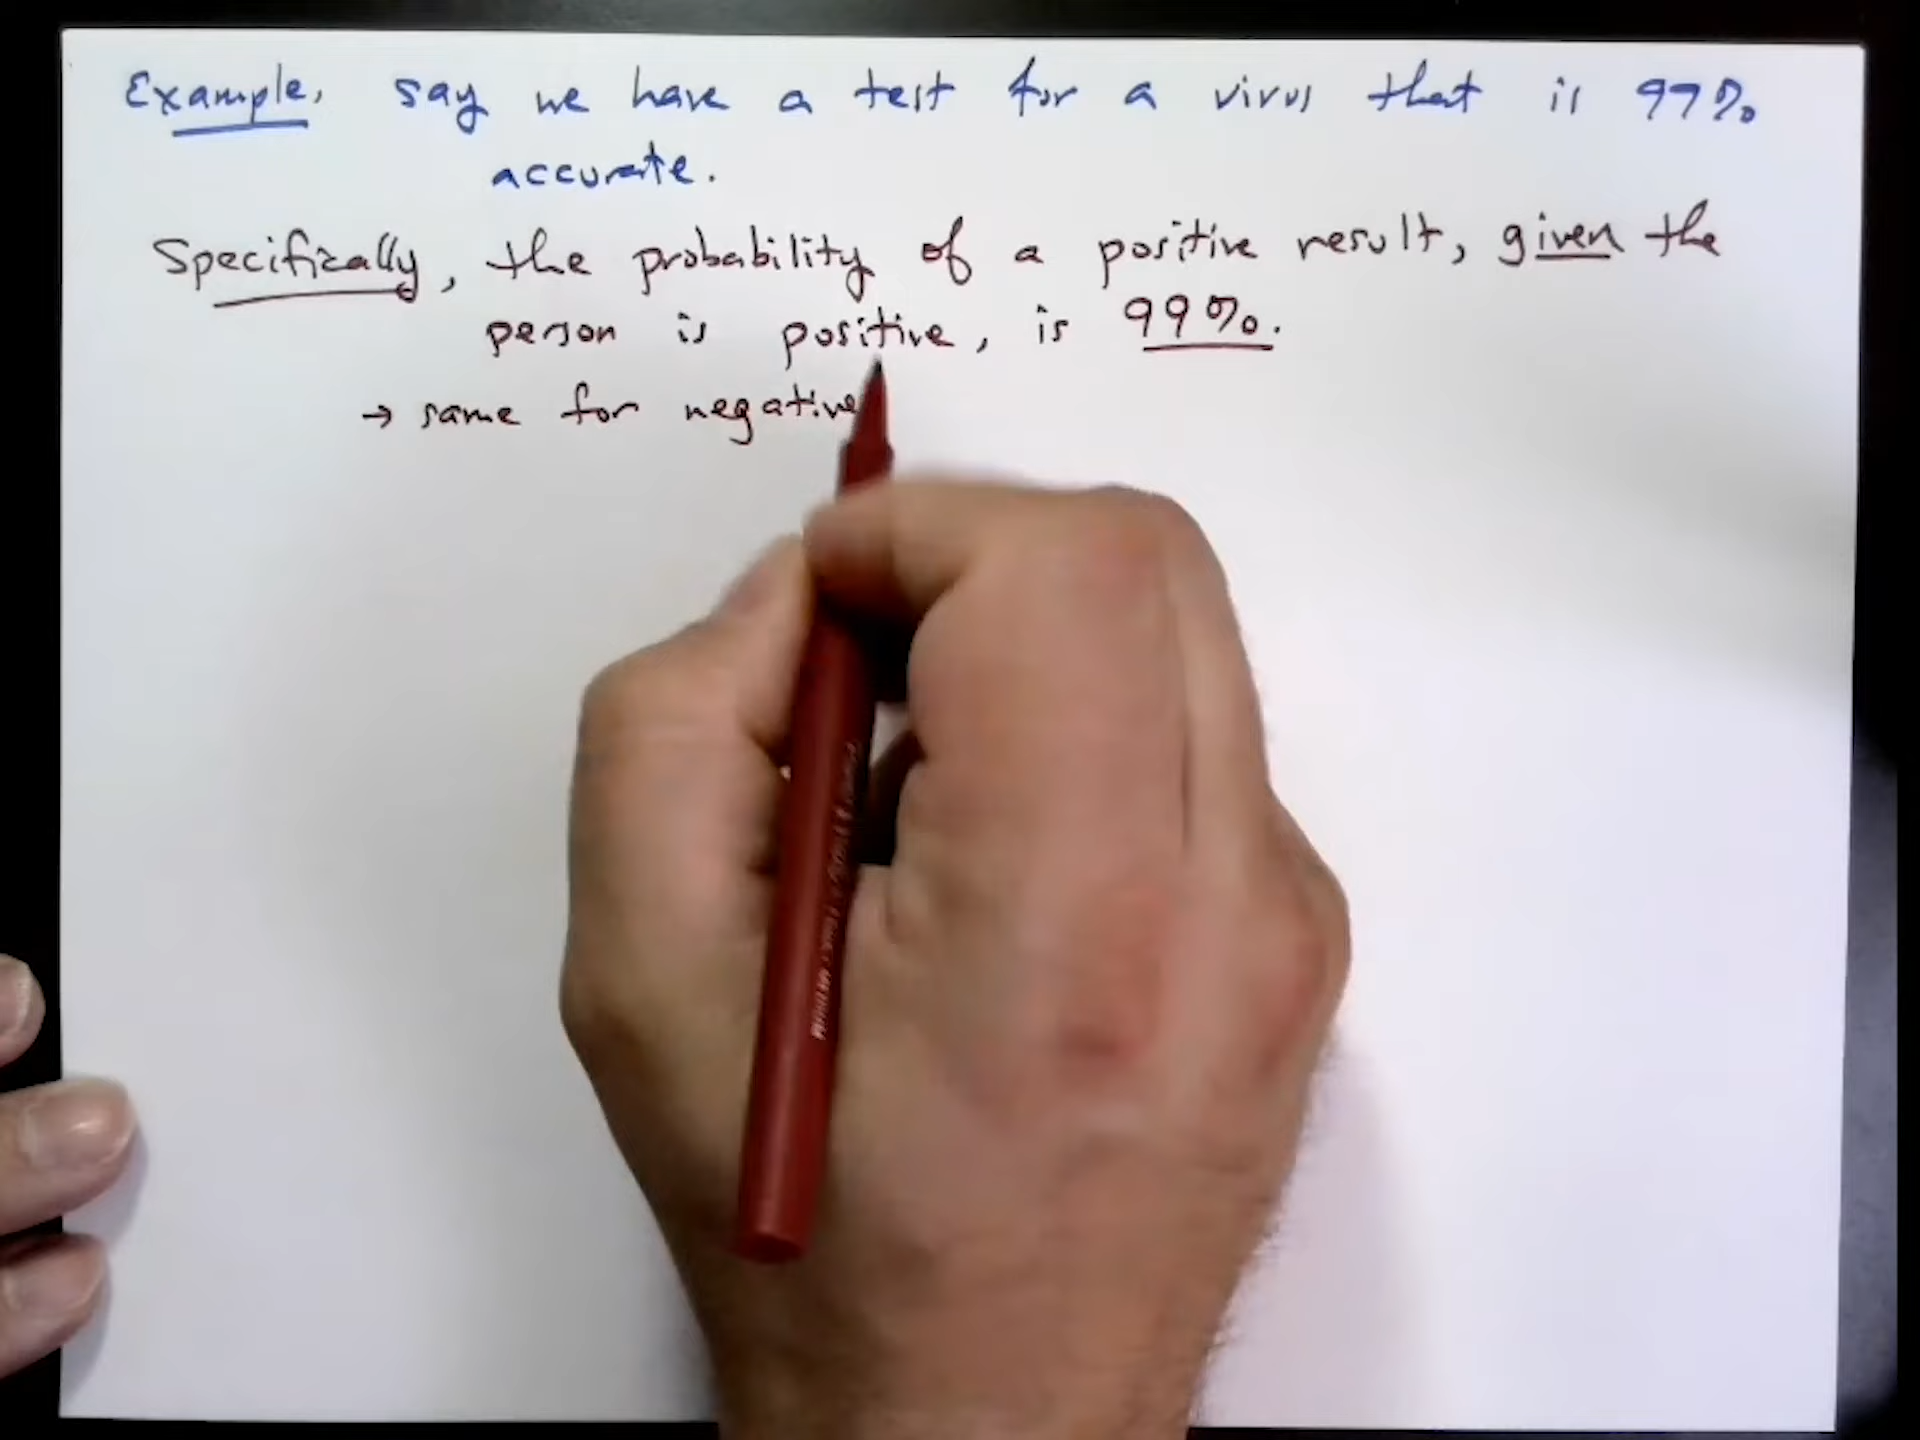 Example, say we have a test for a virus that is 99%
accurate.
Specifically, the probability of a positive result, given the
person is positive, is 99%.
→ same for negative